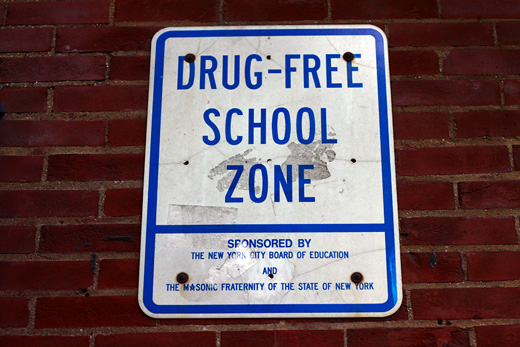 DRUG-FREE
SCHOOL
ZONE
SPONSORED BY
THE NEW YORK CITY BOARD OF EDUCATION
AND
THE MASONIC FRATERNITY OF THE STATE OF NEW YORK